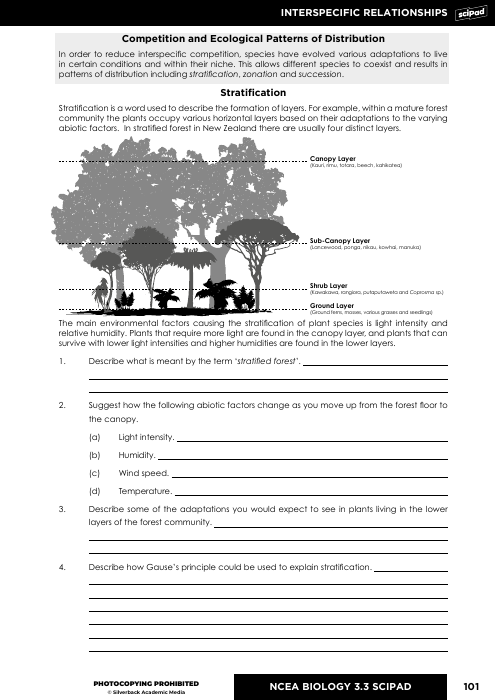 INTERSPECIFIC RELATIONSHIPS scipad
Competition and Ecological Patterns of Distribution
In order to reduce interspecific competition, species have evolved various adaptations to live
in certain conditions and within their niche. This allows different species to coexist and results in
patterns of distribution including stratification, zonation and succession.
Stratification
Stratification is a word used to describe the formation of layers. For example, within a mature forest
community the plants occupy various horizontal layers based on their adaptations to the varying
abiotic factors. In stratified forest in New Zealand there are usually four distinct layers.
Canopy Layer
(Kauri, rimu, totara, beech, kahikatea)
Sub-Canopy Layer
(Lancewood, ponga, nikau, kowhai, manuka)
Shrub Layer
(Kawakawa, rangiora, putaputaweta and Coprosma sp.)
Ground Layer
(Ground ferns, mosses, various grasses and seedlings)
The main environmental factors causing the stratification of plant species is light intensity and
relative humidity. Plants that require more light are found in the canopy layer, and plants that can
survive with lower light intensities and higher humidities are found in the lower layers.
1. Describe what is meant by the term 'stratified forest'.
2. Suggest how the following abiotic factors change as you move up from the forest floor to
the canopy.
(a) Light intensity.
(b) Humidity.
(c) Wind speed.
(d) Temperature.
3. Describe some of the adaptations you would expect to see in plants living in the lower
layers of the forest community.
4. Describe how Gause's principle could be used to explain stratification.
PHOTOCOPYING PROHIBITED
© Silverback Academic Media
NCEA BIOLOGY 3.3 SCIPAD
101